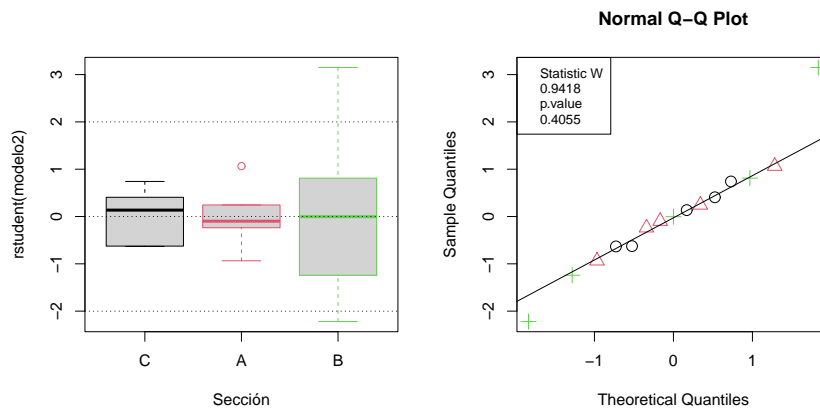 Normal Q−Q Plot
rstudent(modelo2)
3
2
1
0
−1
−2
C
A
B
Sección
Sample Quantiles
3
2
1
0
−1
−2
Statistic W
0.9418
p.value
0.4055
−1
0
1
Theoretical Quantiles